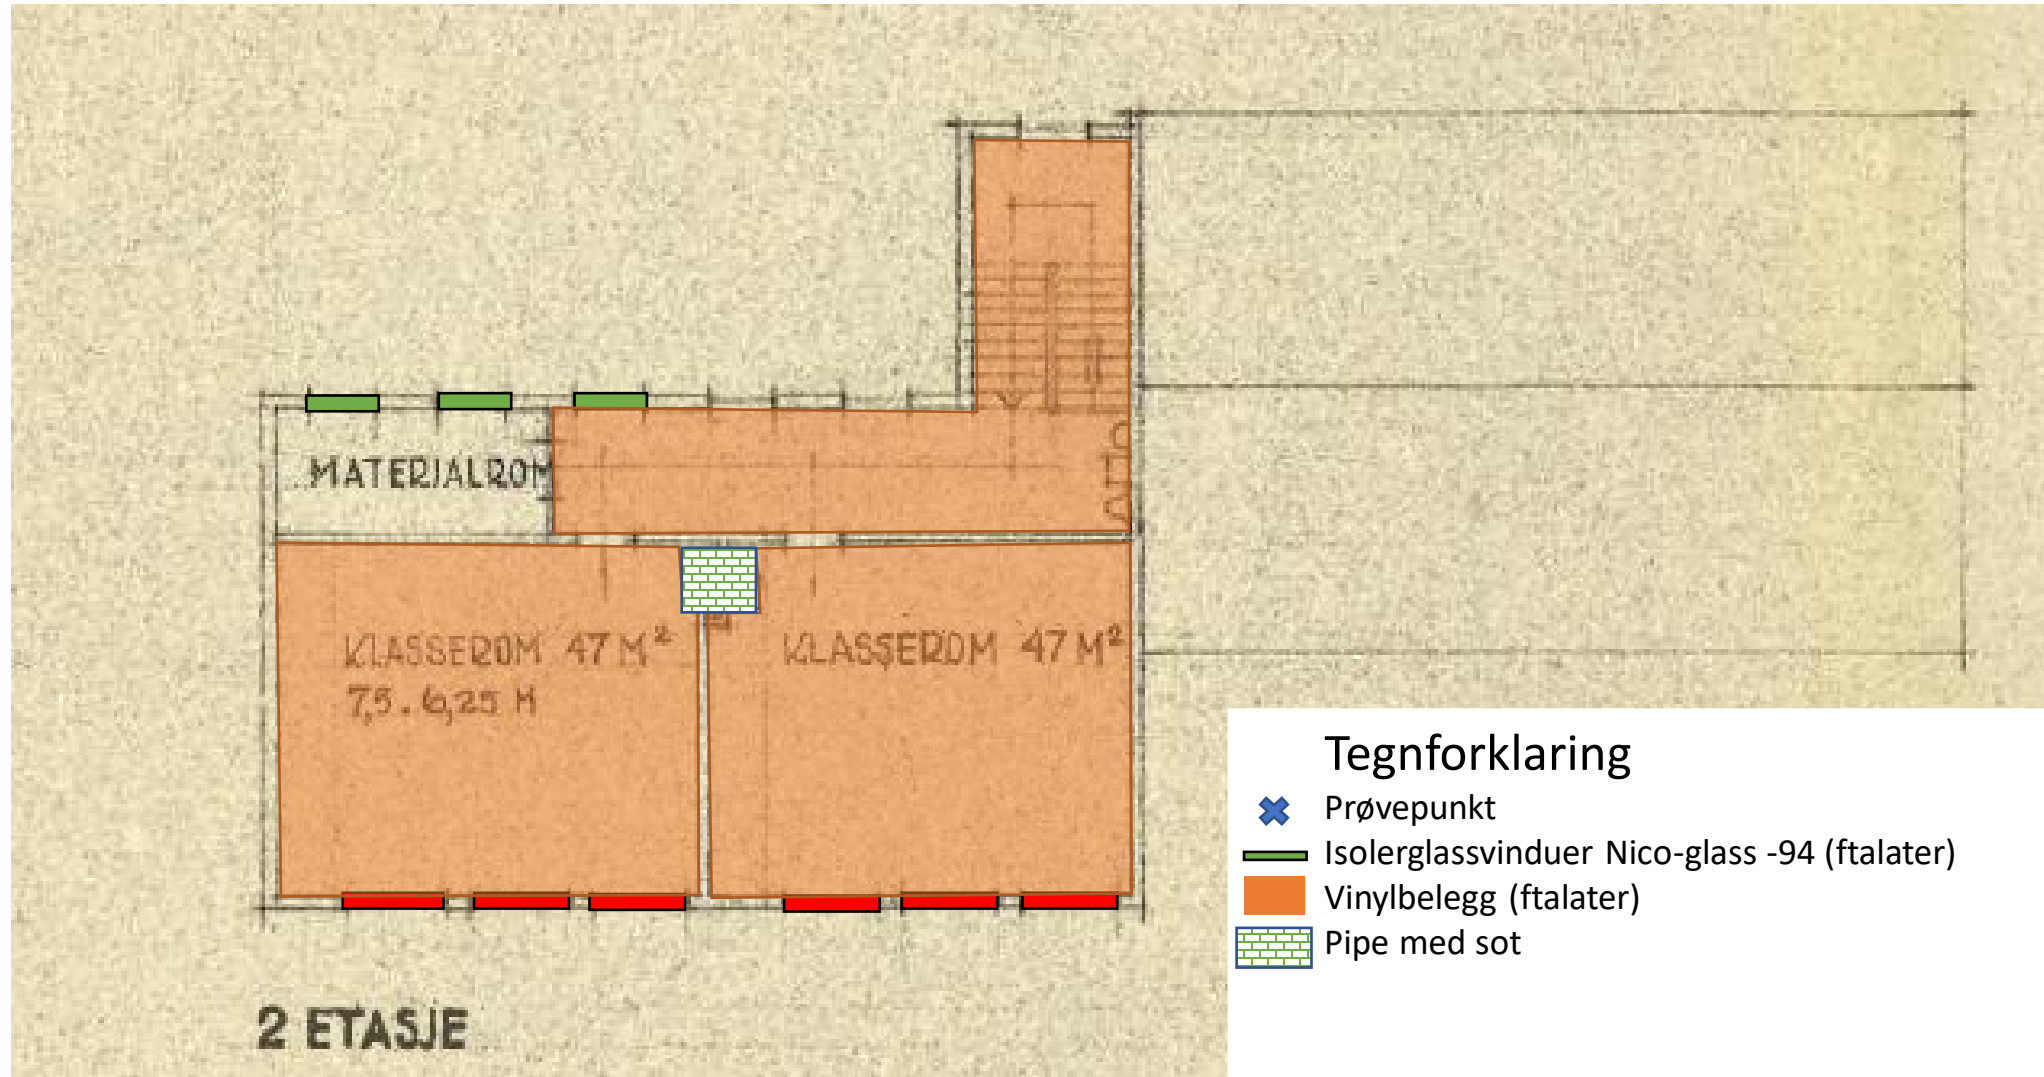 MATERIALROM
KLASSEROM 47 M²
7,5 . 6,25 M
KLASSEROM 47 M²
2 ETASJE
Tegnforklaring
Prøvepunkt
Isolerglassvinduer Nico-glass -94 (ftalater)
Vinylbelegg (ftalater)
Pipe med sot